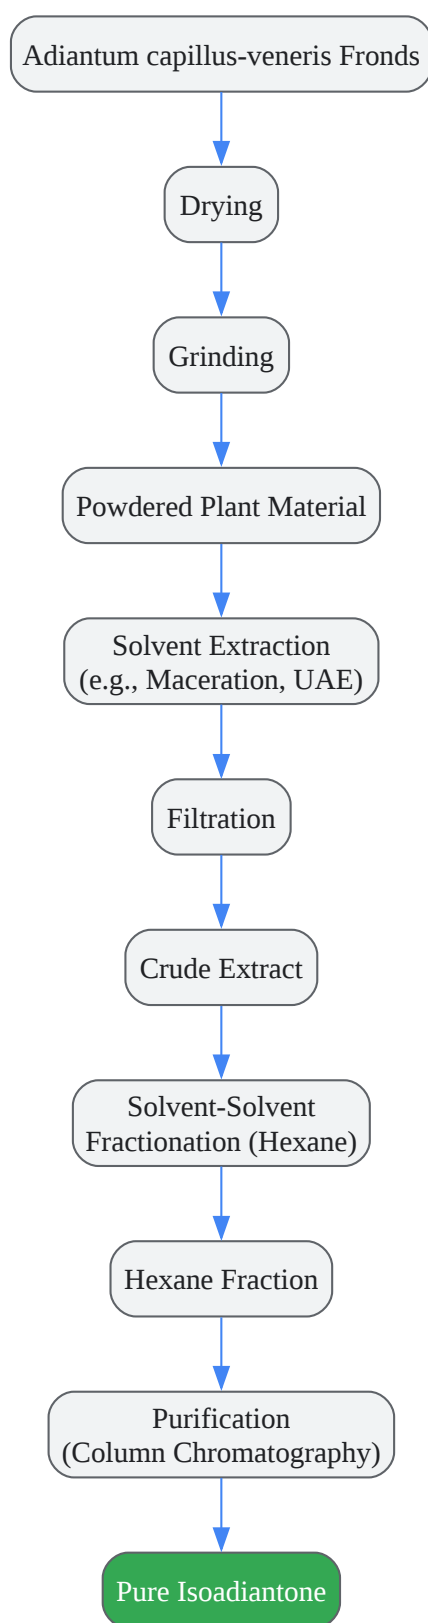 Adiantum capillus-veneris Fronds
Drying
Grinding
Powdered Plant Material
Solvent Extraction
(e.g., Maceration, UAE)
Filtration
Crude Extract
Solvent-Solvent
Fractionation (Hexane)
Hexane Fraction
Purification
(Column Chromatography)
Pure Isoadiantone